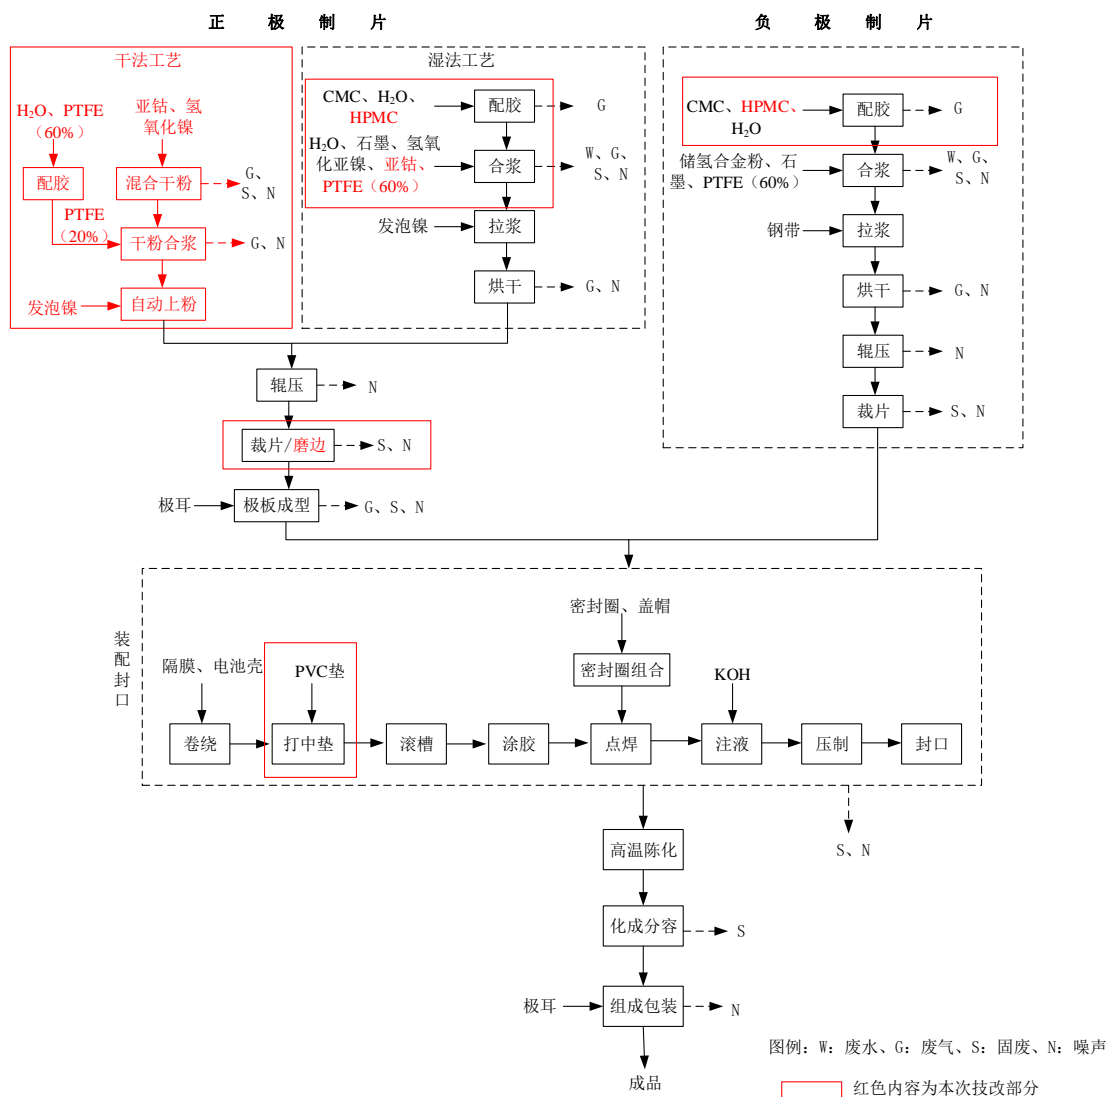 正 极 制 片
负 极 制 片
干法工艺
H₂O、PTFE
（60%）
亚钴、氢
氧化镍
配胶
混合干粉
G、
S、N
PTFE
（20%）
干粉合浆
G、N
发泡镍
自动上粉
湿法工艺
CMC、H₂O、
HPMC
配胶
G
H₂O、石墨、氢氧
化亚镍、亚钴、
PTFE（60%）
合浆
W、G、
S、N
发泡镍
拉浆
烘干
G、N
CMC、HPMC、
H₂O
配胶
G
储氢合金粉、石
墨、PTFE（60%）
合浆
W、G、
S、N
钢带
拉浆
烘干
G、N
辊压
N
裁片
S、N
辊压
N
裁片/磨边
S、N
极耳
极板成型
G、S、N
装
配
封
口
密封圈、盖帽
隔膜、电池壳
PVC垫
密封圈组合
KOH
卷绕
打中垫
滚槽
涂胶
点焊
注液
压制
封口
高温陈化
S、N
化成分容
S
极耳
组成包装
N
成品
图例：W：废水、G：废气、S：固废、N：噪声
红色内容为本次技改部分